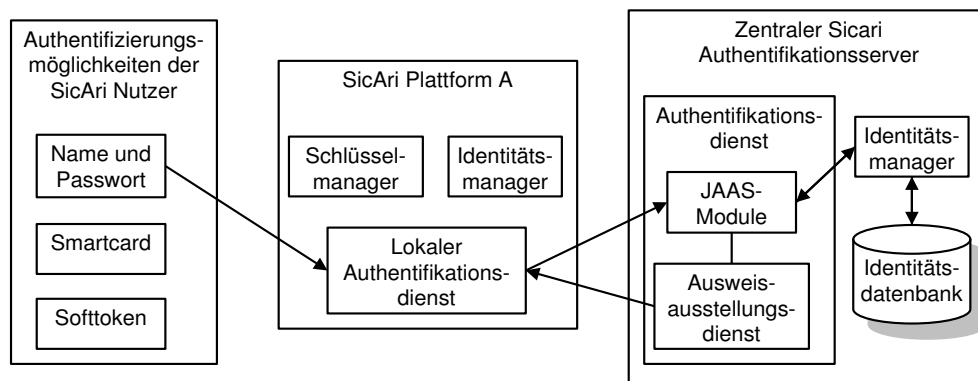 Authentifizierungs-
möglichkeiten der
SicAri Nutzer
Name und
Passwort
Smartcard
Softtoken
SicAri Plattform A
Schlüssel-
manager
Identitäts-
manager
Lokaler
Authentifikations-
dienst
Zentraler Sicari
Authentifikationsserver
Authentifikations-
dienst
JAAS-
Module
Ausweis-
ausstellungs-
dienst
Identitäts-
manager
Identitäts-
datenbank